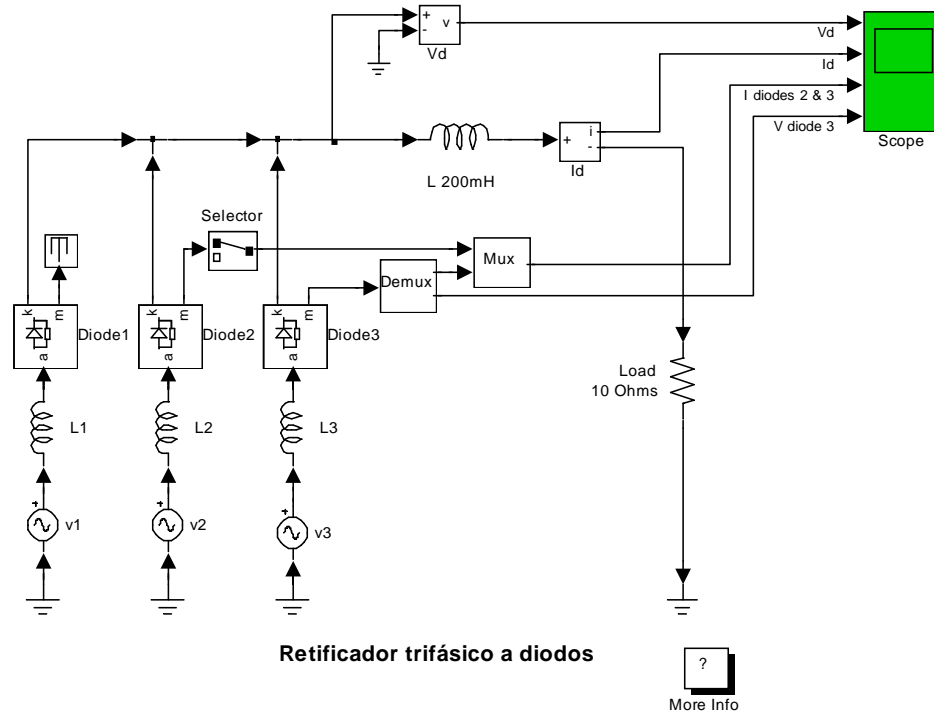 +
-
v
Vd
Vd
Id
I diodes 2 & 3
V diode 3
Scope
L 200mH
+
i
-
Id
Selector
Mux
Demux
k
m
a
Diode1
k
m
a
Diode2
k
m
a
Diode3
Load
10 Ohms
L1
L2
L3
+
v1
+
v2
+
v3
Retificador trifásico a diodos
?
More Info